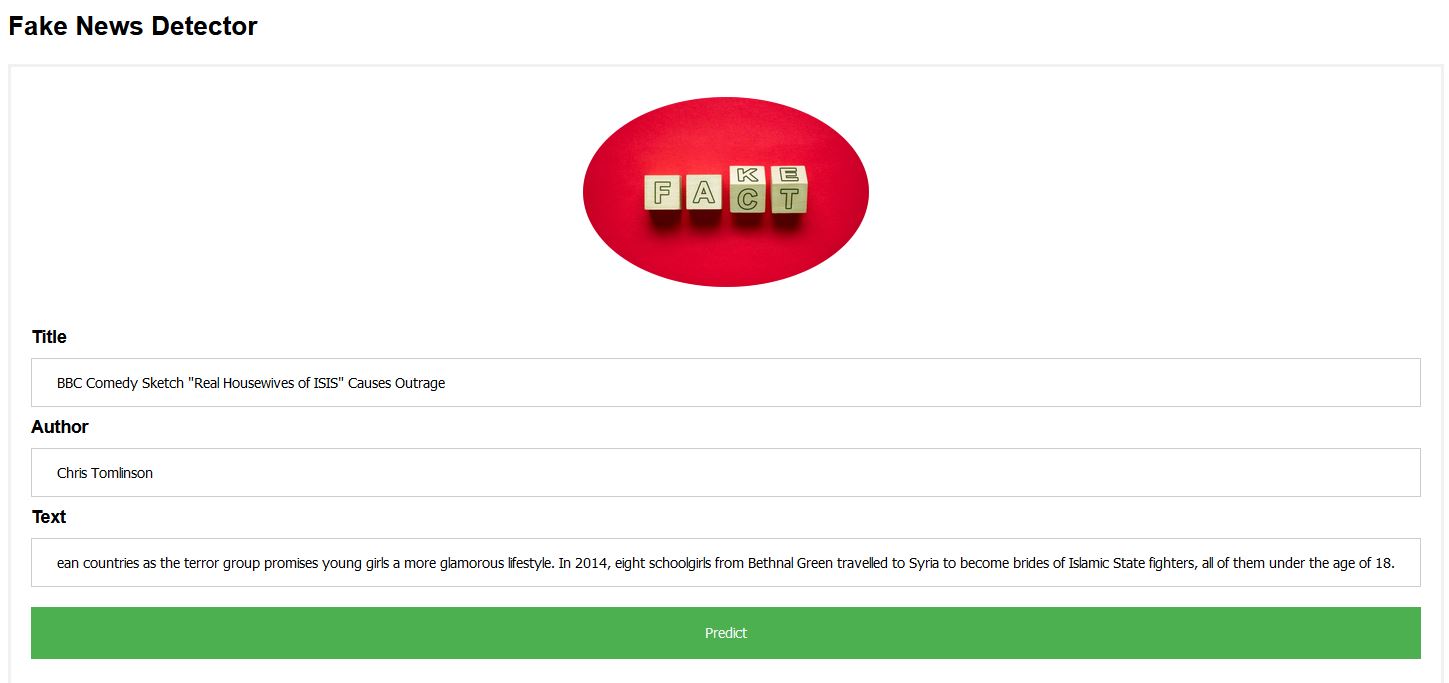 Fake News Detector
K E
F A C T
Title
BBC Comedy Sketch "Real Housewives of ISIS" Causes Outrage
Author
Chris Tomlinson
Text
ean countries as the terror group promises young girls a more glamorous lifestyle. In 2014, eight schoolgirls from Bethnal Green travelled to Syria to become brides of Islamic State fighters, all of them under the age of 18.
Predict